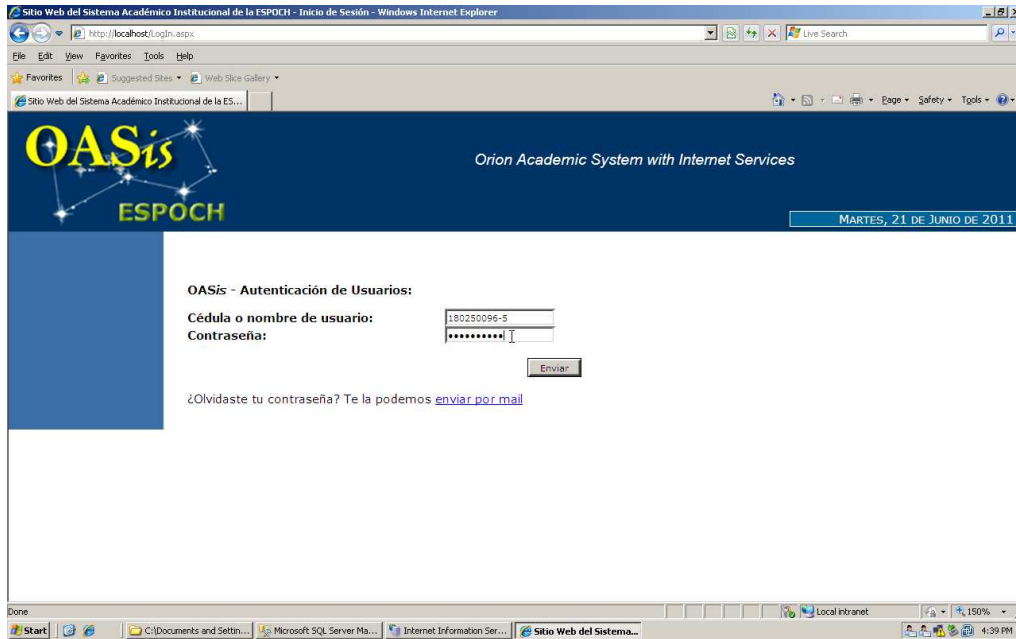 Sitio Web del Sistema Académico Institucional de la ESPOCH - Inicio de Sesión - Windows Internet Explorer
http://localhost/LogIn.aspx
Live Search
File Edit View Favorites Tools Help
Favorites Suggested Sites Web Slice Gallery
Sitio Web del Sistema Académico Institucional de la ES...
Page Safety Tools
OASis
ESPOCH
Orion Academic System with Internet Services
MARTES, 21 DE JUNIO DE 2011
OASis - Autenticación de Usuarios:
Cédula o nombre de usuario: 180250096-5
Contraseña: ••••••••••
Enviar
¿Olvidaste tu contraseña? Te la podemos enviar por mail
Done Local intranet 150%
Start C:\Documents and Settin... Microsoft SQL Server Ma... Internet Information Ser... Sitio Web del Sistema... 4:39 PM